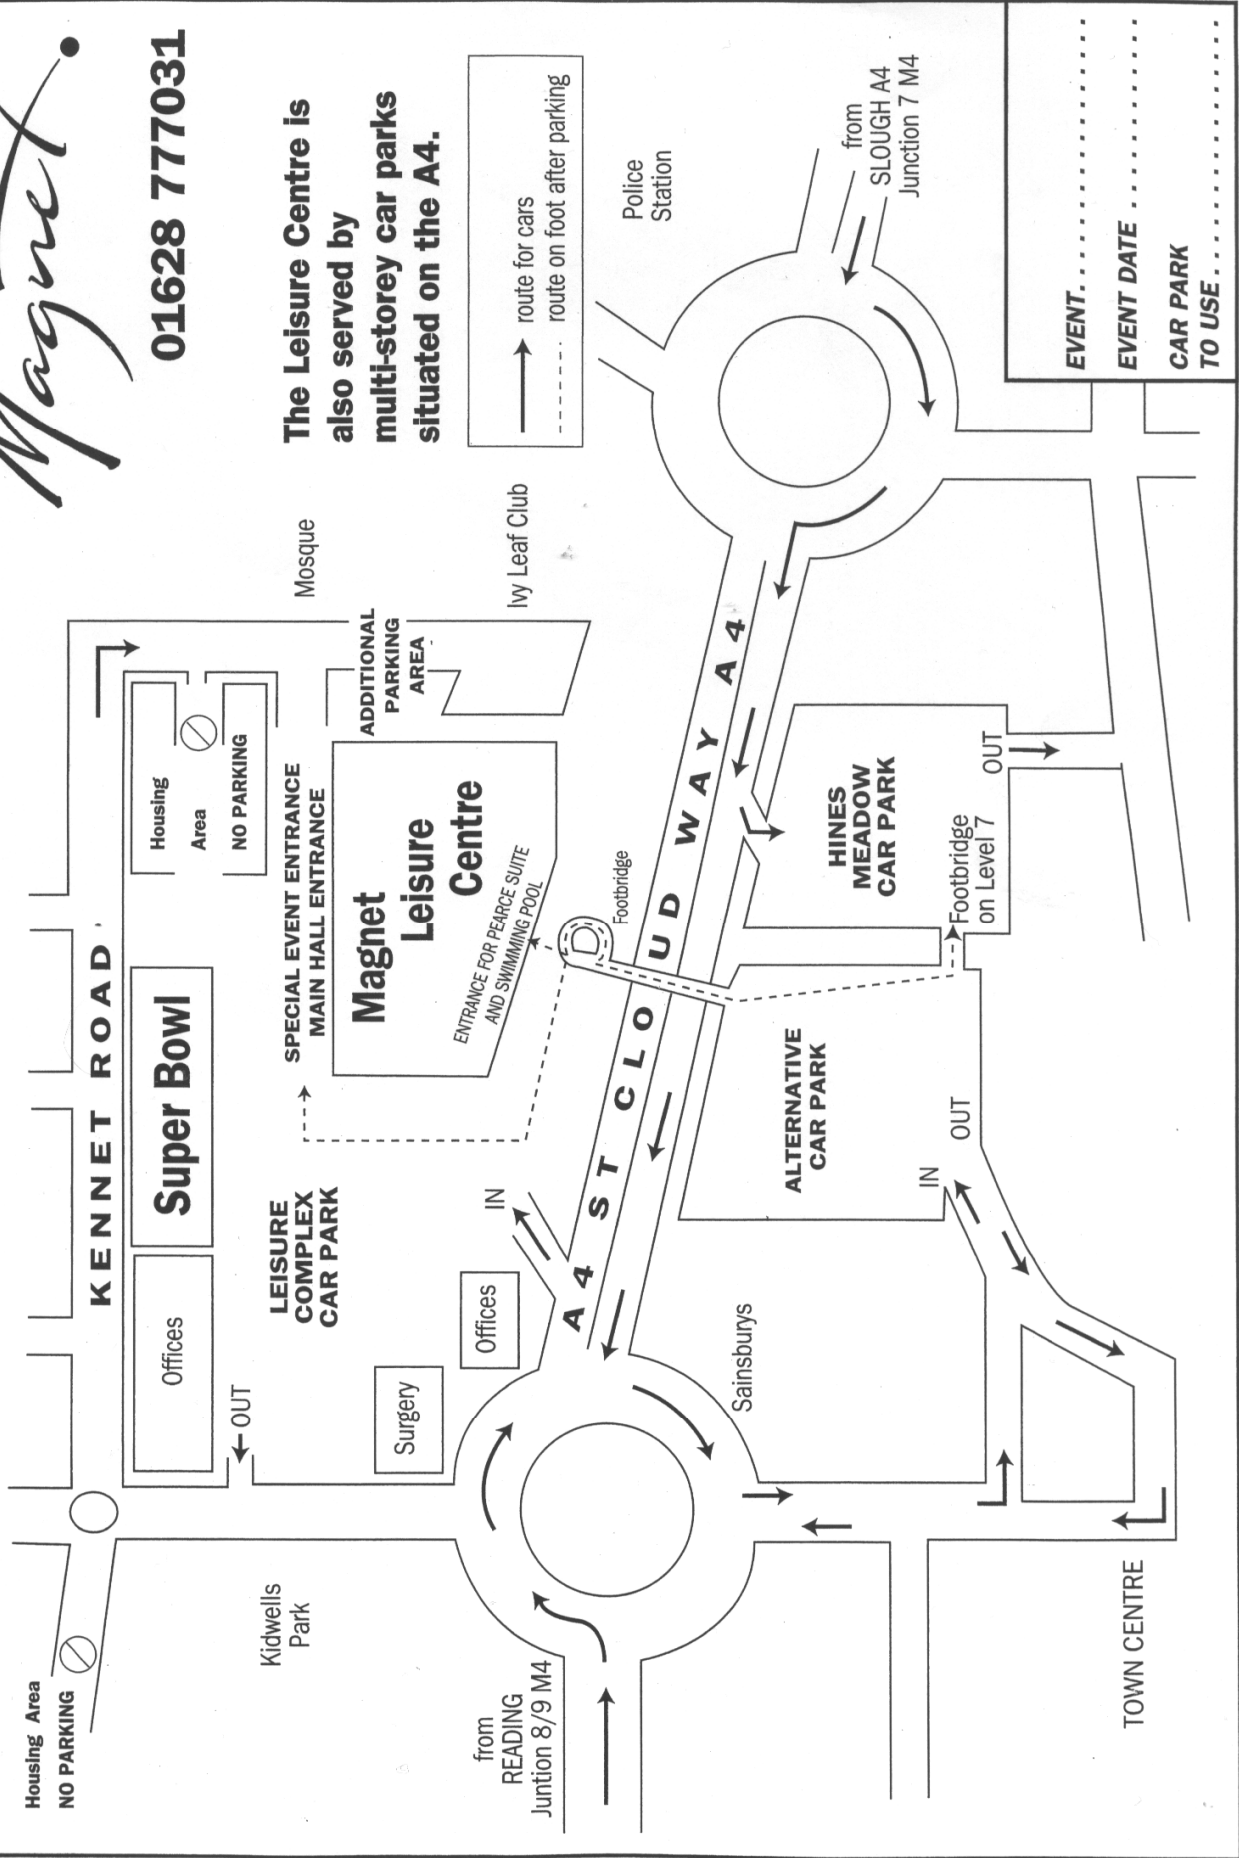 Magnet
01628 777031
The Leisure Centre is
also served by
multi-storey car parks
situated on the A4.
route for cars
route on foot after parking
Housing Area
NO PARKING
KENNET ROAD
Offices
Super Bowl
Housing
Area
NO PARKING
OUT
Kidwells
Park
LEISURE
COMPLEX
CAR PARK
SPECIAL EVENT ENTRANCE
MAIN HALL ENTRANCE
Mosque
ADDITIONAL
PARKING
AREA
Ivy Leaf Club
Magnet
Leisure
Centre
ENTRANCE FOR PEARCE SUITE
AND SWIMMING POOL
Surgery
Offices
IN
Footbridge
Police
Station
from
READING
Juntion 8/9 M4
A4 ST CLOUD WAY A4
from
SLOUGH A4
Junction 7 M4
Sainsburys
ALTERNATIVE
CAR PARK
HINES
MEADOW
CAR PARK
IN
OUT
Footbridge
on Level 7
OUT
TOWN CENTRE
EVENT..............
EVENT DATE ..........
CAR PARK
TO USE..............